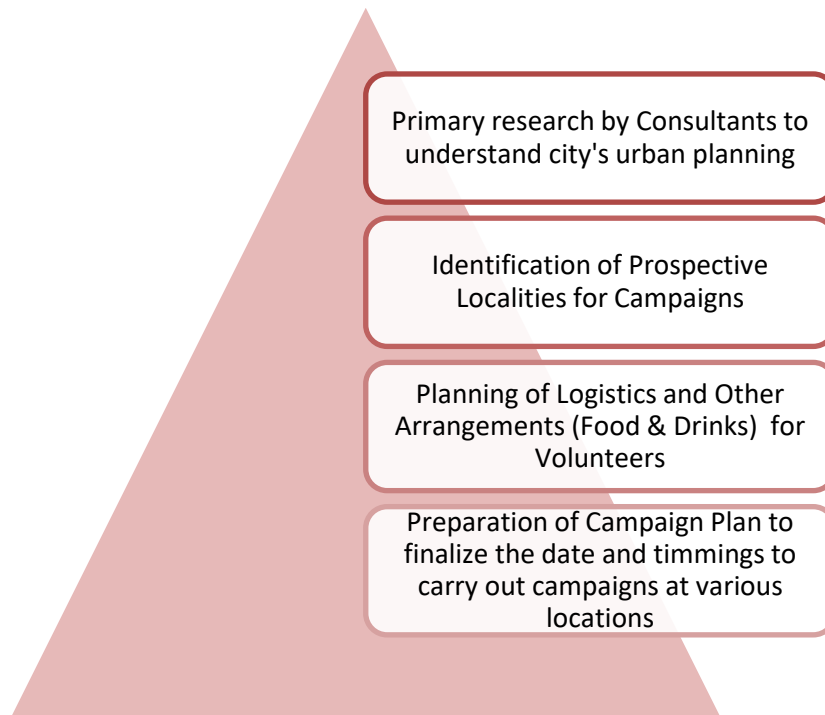 Primary research by Consultants to
understand city's urban planning
Identification of Prospective
Localities for Campaigns
Planning of Logistics and Other
Arrangements (Food & Drinks)  for
Volunteers
Preparation of Campaign Plan to
finalize the date and timmings to
carry out campaigns at various
locations